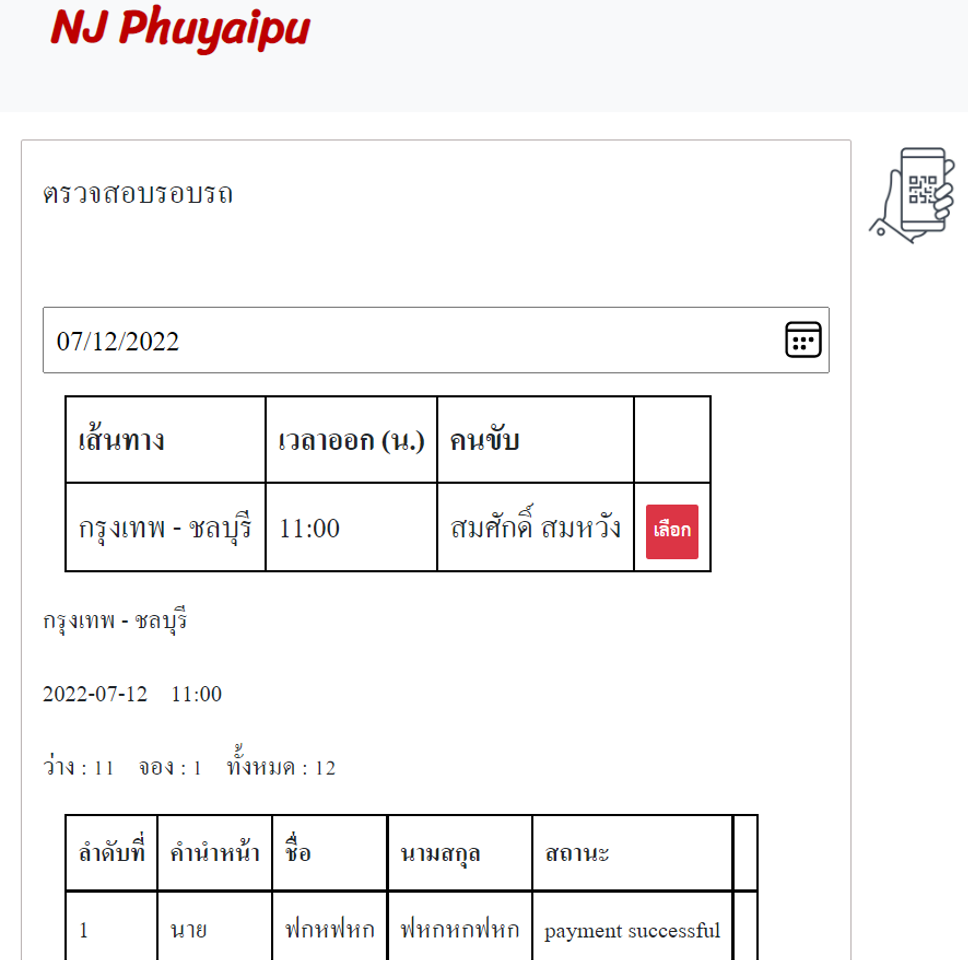 NJ Phuyaipu
ตรวจสอบรอบรถ
07/12/2022
เส้นทาง เวลาออก (น.) คนขับ
กรุงเทพ - ชลบุรี 11:00 สมศักดิ์ สมหวัง เลือก
กรุงเทพ - ชลบุรี
2022-07-12 11:00
ว่าง : 11 จอง : 1 ทั้งหมด : 12
ลำดับที่ คำนำหน้า ชื่อ นามสกุล สถานะ
1 นาย ฟกหฟหก ฟหกหกฟหก payment successful